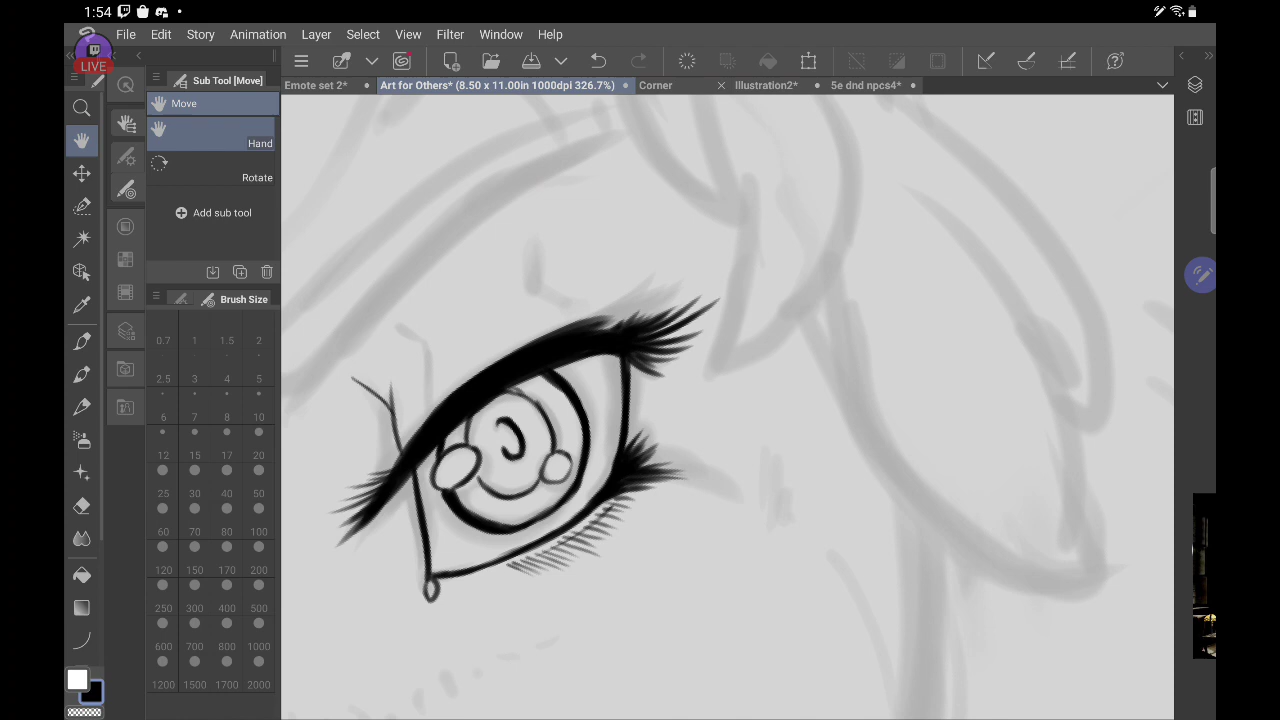 1:54
File Edit Story Animation Layer Select View Filter Window Help
LIVE
Sub Tool [Move]
Emote set 2* Art for Others* (8.50 x 11.00in 1000dpi 326.7%) Corner Illustration2* 5e dnd npcs4*
Move
Hand
Rotate
Add sub tool
Brush Size
0.7 1 1.5 2
2.5 3 4 5
6 7 8 10
12 15 17 20
25 30 40 50
60 70 80 100
120 150 170 200
250 300 400 500
600 700 800 1000
1200 1500 1700 2000